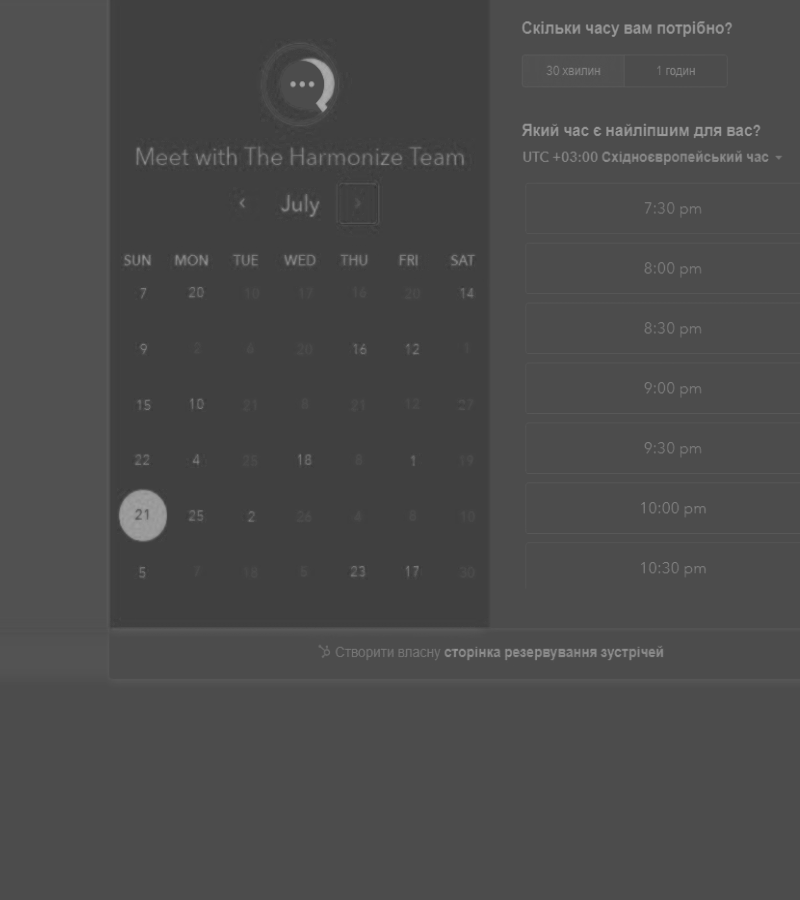 Meet with The Harmonize Team
July
SUN MON TUE WED THU FRI SAT
7 20 10 17 16 20 14
9 2 4 20 16 12 1
15 10 21 8 21 12 27
22 4 25 18 8 1 19
21 25 2 26 4 8 10
5 7 18 5 23 17 30
Скільки часу вам потрібно?
30 хвилин 1 годин
Який час є найліпшим для вас?
UTC +03:00 Східноєвропейський час
7:30 pm
8:00 pm
8:30 pm
9:00 pm
9:30 pm
10:00 pm
10:30 pm
Створити власну сторінка резервування зустрічей